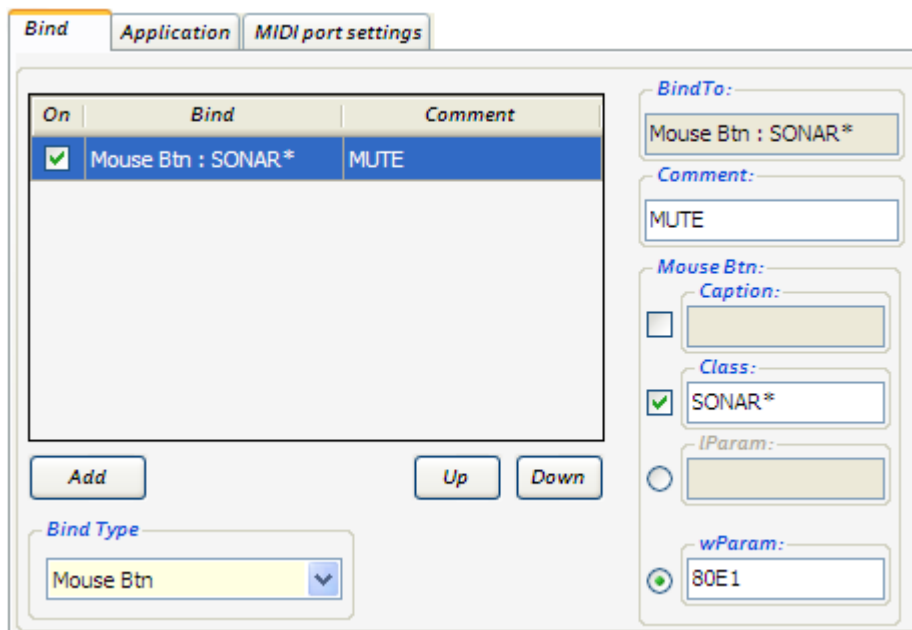 Bind Application MIDI port settings
On Bind Comment
Mouse Btn : SONAR* MUTE
Add Up Down
Bind Type
Mouse Btn
BindTo:
Mouse Btn : SONAR*
Comment:
MUTE
Mouse Btn:
Caption:
Class:
SONAR*
lParam:
wParam:
80E1